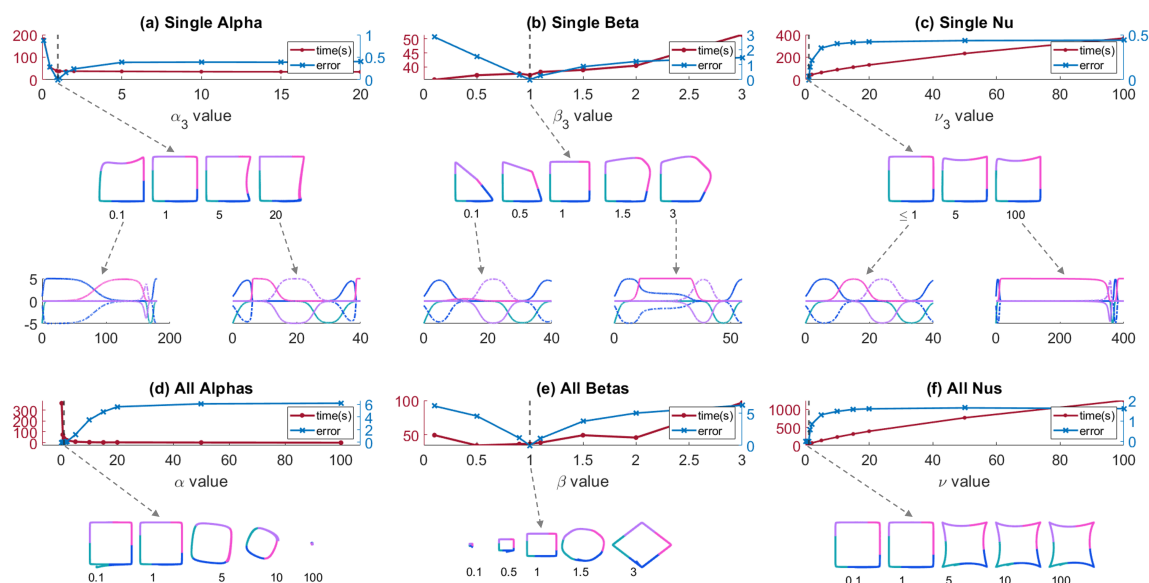 (a) Single Alpha
(b) Single Beta
(c) Single Nu
200
100
0
1
0.5
0
time(s)
error
0 5 10 15 20
α3 value
50
45
40
3
2
1
0
time(s)
error
0 0.5 1 1.5 2 2.5 3
β3 value
400
200
0
0.5
0
time(s)
error
0 20 40 60 80 100
ν3 value
0.1 1 5 20
0.1 0.5 1 1.5 3
≤ 1 5 100
5
0
-5
0 100 200
0 20 40
0 20 40
0 50
0 20 40
0 200 400
(d) All Alphas
(e) All Betas
(f) All Nus
300
200
100
0
6
4
2
0
time(s)
error
0 20 40 60 80 100
α value
100
50
5
0
time(s)
error
0 0.5 1 1.5 2 2.5 3
β value
1000
500
0
2
1
0
time(s)
error
0 20 40 60 80 100
ν value
0.1 1 5 10 100
0.1 0.5 1 1.5 3
0.1 1 5 10 100